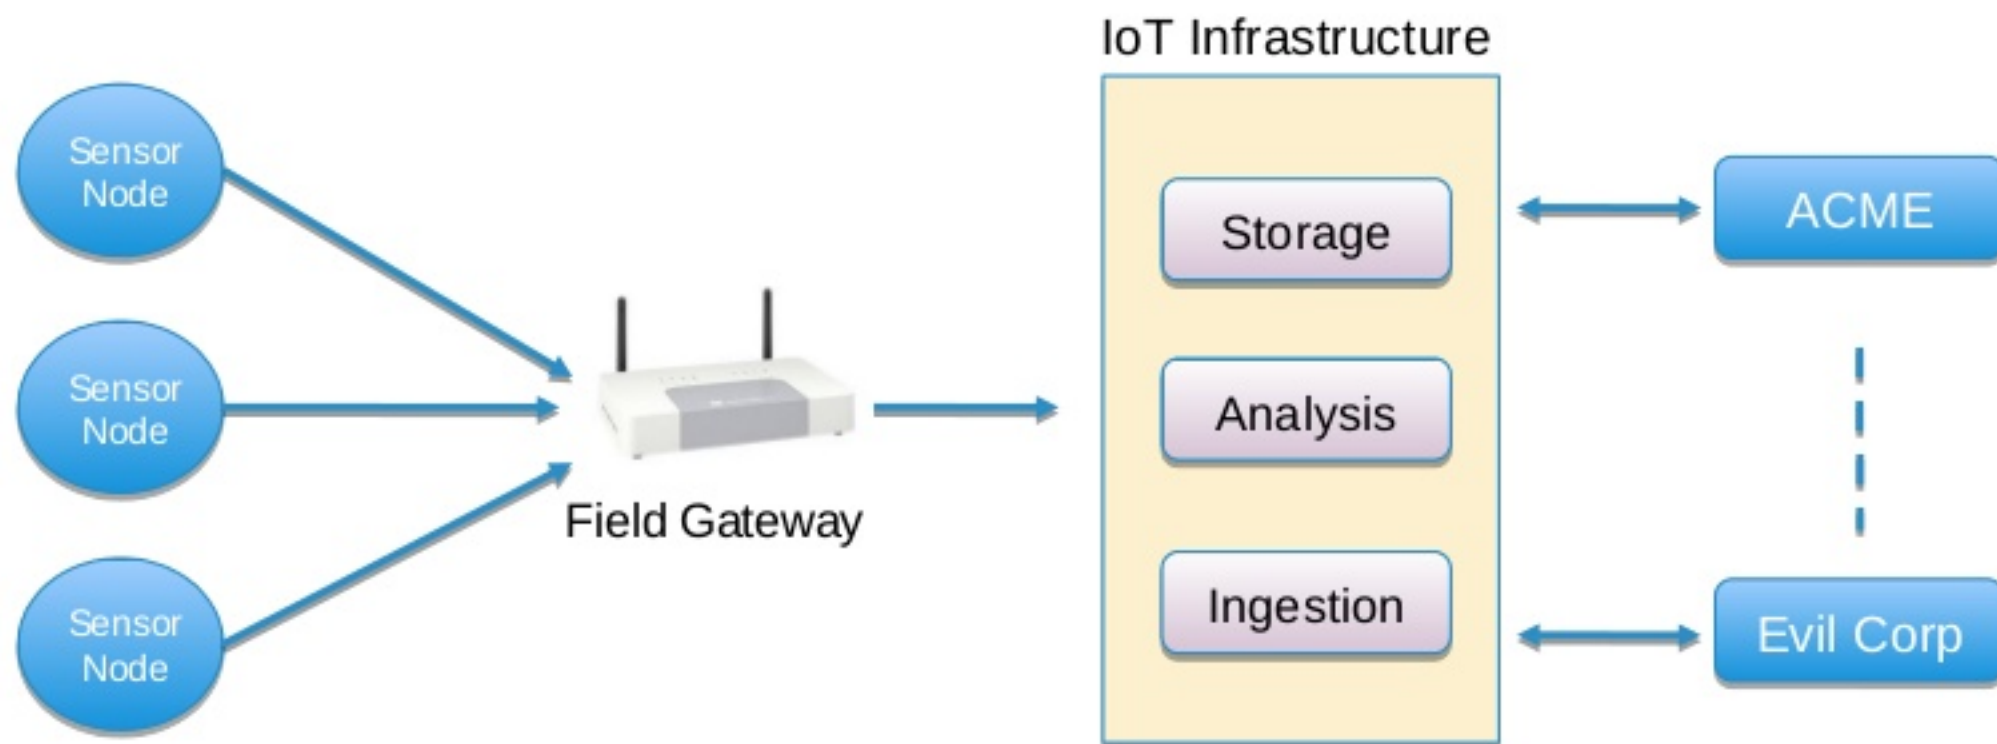 IoT Infrastructure
Sensor
Node
Sensor
Node
Sensor
Node
Field Gateway
Storage
Analysis
Ingestion
ACME
Evil Corp